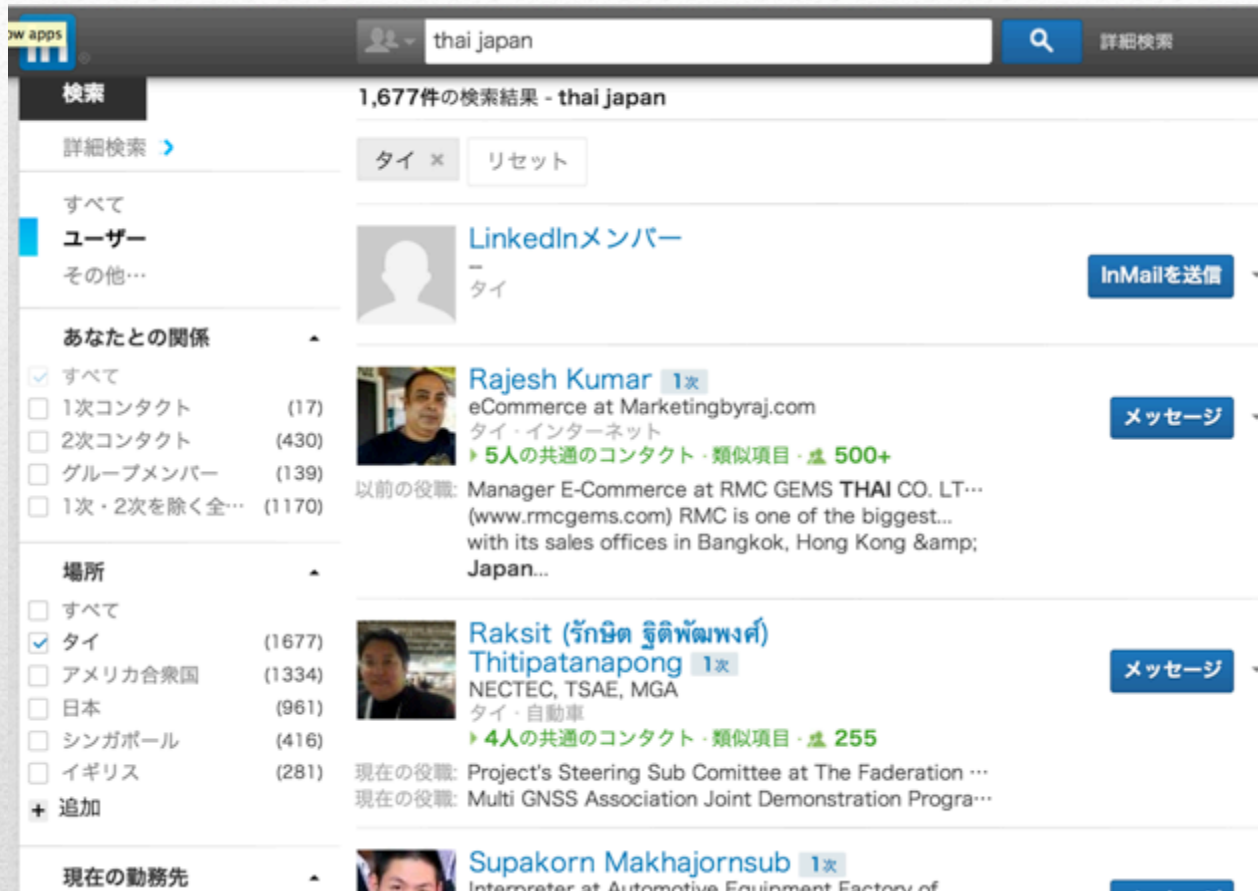 ow apps
in
thai japan
詳細検索
検索
詳細検索
すべて
ユーザー
その他…
あなたとの関係
すべて
1次コンタクト (17)
2次コンタクト (430)
グループメンバー (139)
1次・2次を除く全… (1170)
場所
すべて
タイ (1677)
アメリカ合衆国 (1334)
日本 (961)
シンガポール (416)
イギリス (281)
+ 追加
現在の勤務先
1,677件の検索結果 - thai japan
タイ × リセット
LinkedInメンバー
--
タイ
InMailを送信
Rajesh Kumar 1次
eCommerce at Marketingbyraj.com
タイ · インターネット
5人の共通のコンタクト · 類似項目 · 500+
以前の役職: Manager E-Commerce at RMC GEMS THAI CO. LT…
(www.rmcgems.com) RMC is one of the biggest...
with its sales offices in Bangkok, Hong Kong &amp;
Japan...
メッセージ
Raksit (รักษิต ฐิติพัฒพงศ์)
Thitipatanapong 1次
NECTEC, TSAE, MGA
タイ · 自動車
4人の共通のコンタクト · 類似項目 · 255
現在の役職: Project's Steering Sub Comittee at The Faderation …
現在の役職: Multi GNSS Association Joint Demonstration Progra…
メッセージ
Supakorn Makhajornsub 1次
Interpreter at Automotive Equipment Factory of